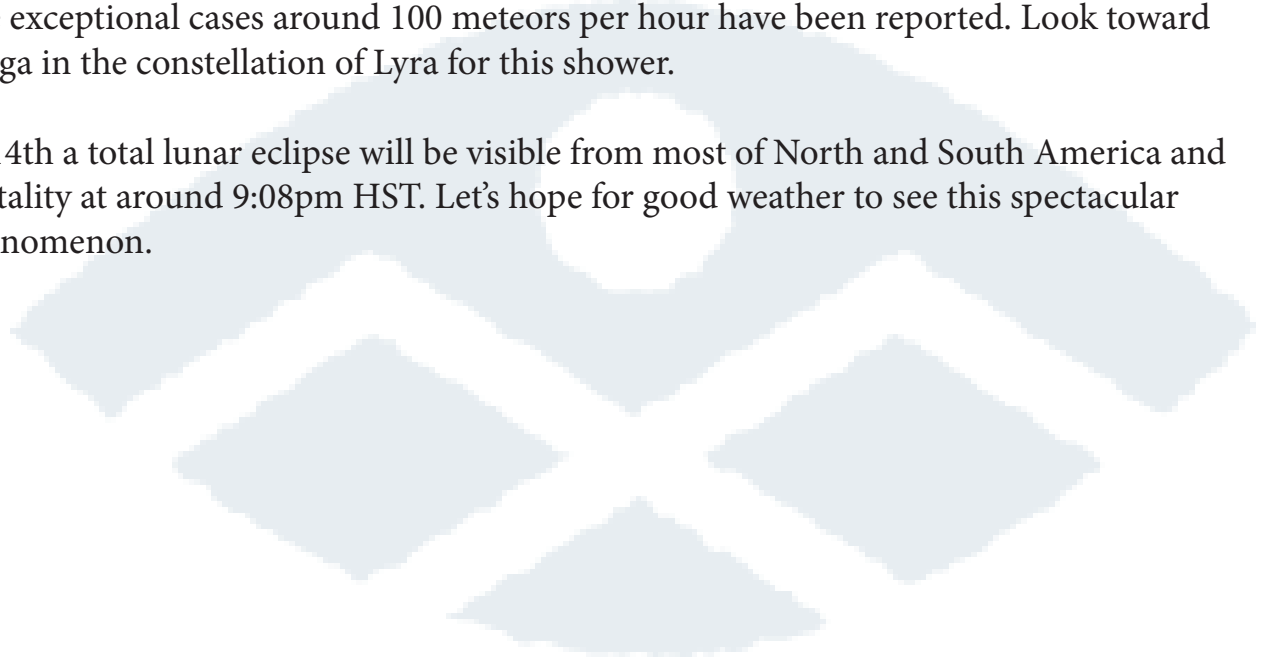 exceptional cases around 100 meteors per hour have been reported. Look toward
ga in the constellation of Lyra for this shower.
4th a total lunar eclipse will be visible from most of North and South America and
tality at around 9:08pm HST. Let’s hope for good weather to see this spectacular
nomenon.